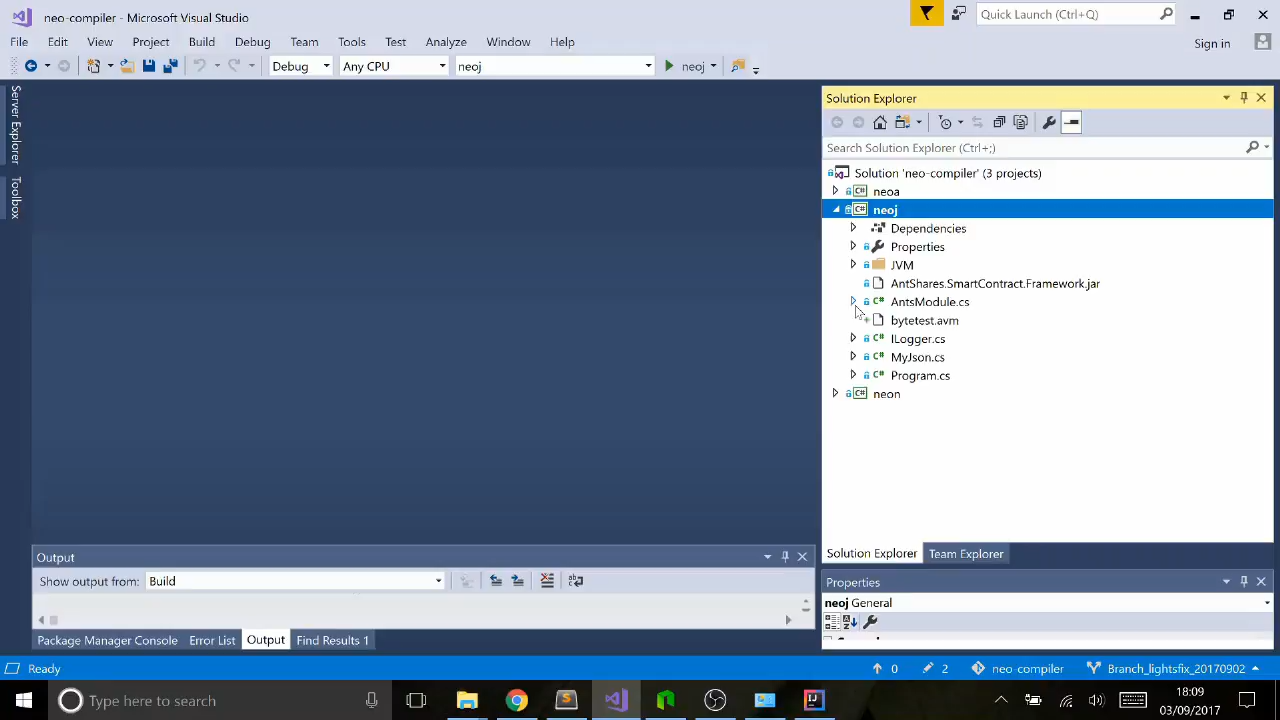 neo-compiler - Microsoft Visual Studio
Quick Launch (Ctrl+Q)
File Edit View Project Build Debug Team Tools Test Analyze Window Help
Sign in
Debug Any CPU neoj neoj
Server Explorer
Toolbox
Solution Explorer
Search Solution Explorer (Ctrl+;)
Solution 'neo-compiler' (3 projects)
C# neoa
C# neoj
Dependencies
Properties
JVM
AntShares.SmartContract.Framework.jar
C# AntsModule.cs
bytetest.avm
C# ILogger.cs
C# MyJson.cs
C# Program.cs
C# neon
Solution Explorer Team Explorer
Output
Show output from: Build
Properties
neoj General
Package Manager Console Error List Output Find Results 1
Ready
0 2 neo-compiler Branch_lightsfix_20170902
Type here to search
18:09
03/09/2017